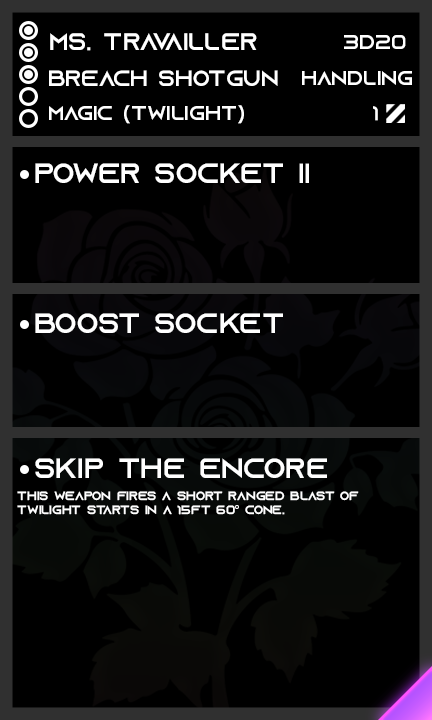 MS. TRAVAILLER 3D20
BREACH SHOTGUN HANDLING
MAGIC (TWILIGHT) 1
•POWER SOCKET II
•BOOST SOCKET
•SKIP THE ENCORE
THIS WEAPON FIRES A SHORT RANGED BLAST OF
TWILIGHT STARTS IN A 15FT 60° CONE.